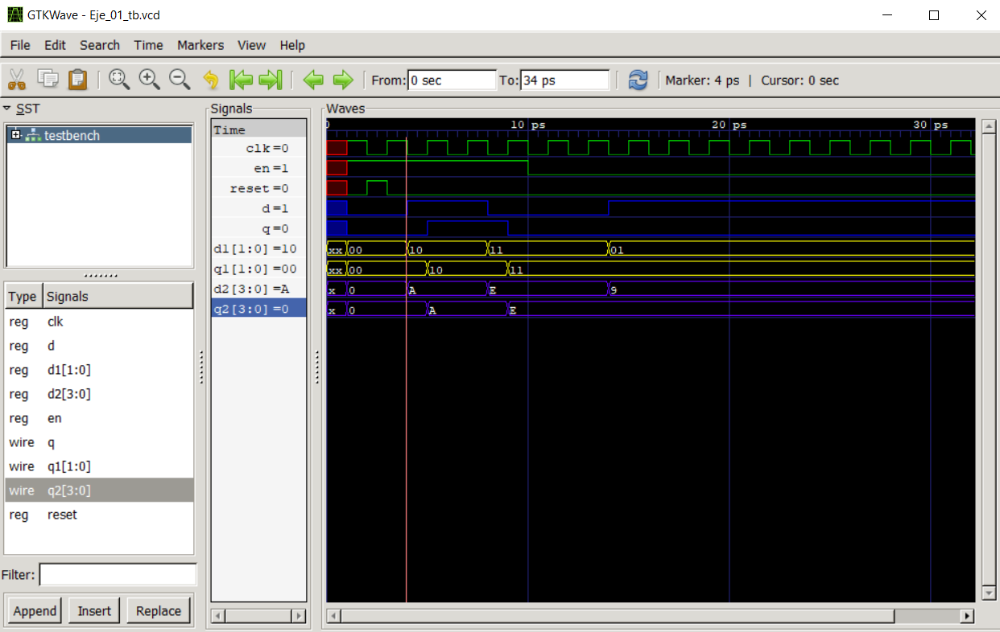 GTKWave - Eje_01_tb.vcd
File Edit Search Time Markers View Help
From: 0 sec To: 34 ps Marker: 4 ps | Cursor: 0 sec
SST
testbench
Type Signals
reg clk
reg d
reg d1[1:0]
reg d2[3:0]
reg en
wire q
wire q1[1:0]
wire q2[3:0]
reg reset
Filter:
Append Insert Replace
Signals
Time
clk=0
en=1
reset=0
d=1
q=0
d1[1:0]=10
q1[1:0]=00
d2[3:0]=A
q2[3:0]=0
Waves
0 10 ps 20 ps 30 ps
xx 00 10 11 01
xx 00 10 11
x 0 A E 9
x 0 A E